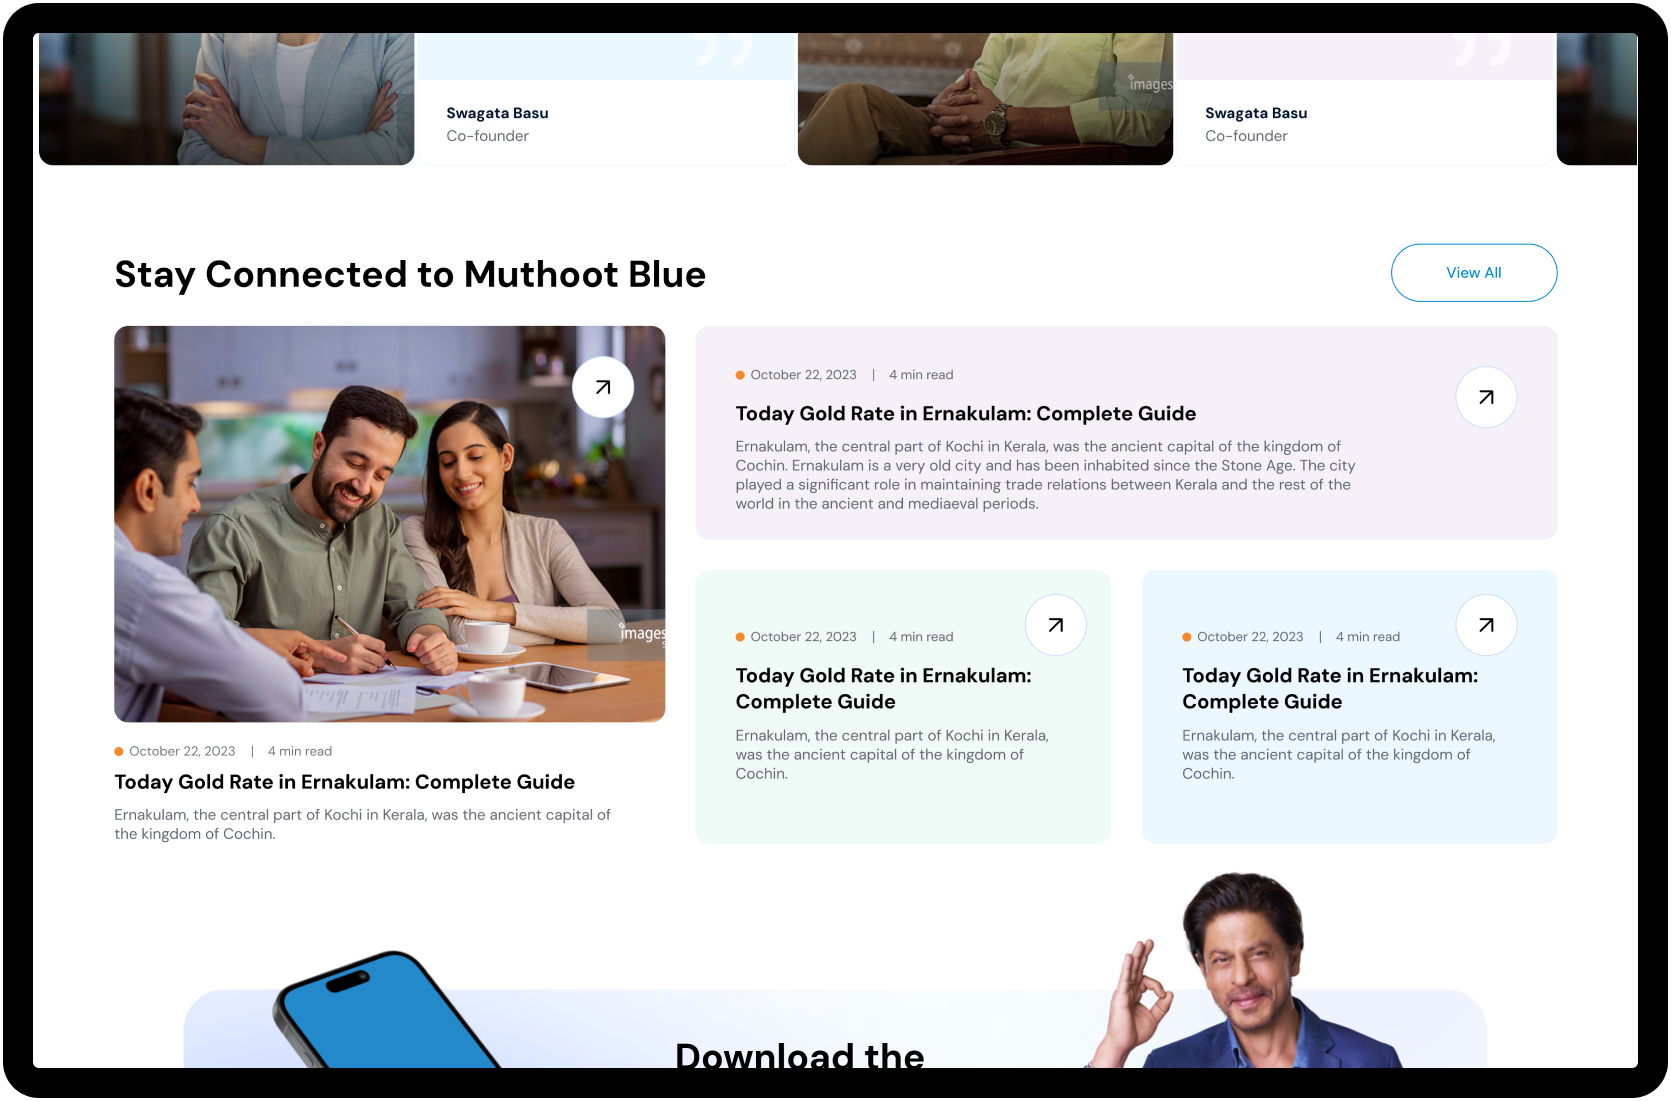 ”
images
”
Swagata Basu
Co-founder
Swagata Basu
Co-founder
Stay Connected to Muthoot Blue
View All
October 22, 2023 | 4 min read
Today Gold Rate in Ernakulam: Complete Guide
Ernakulam, the central part of Kochi in Kerala, was the ancient capital of the kingdom of
Cochin. Ernakulam is a very old city and has been inhabited since the Stone Age. The city
played a significant role in maintaining trade relations between Kerala and the rest of the
world in the ancient and mediaeval periods.
images
October 22, 2023 | 4 min read
Today Gold Rate in Ernakulam: Complete Guide
Ernakulam, the central part of Kochi in Kerala, was the ancient capital of
the kingdom of Cochin.
October 22, 2023 | 4 min read
Today Gold Rate in Ernakulam:
Complete Guide
Ernakulam, the central part of Kochi in Kerala,
was the ancient capital of the kingdom of
Cochin.
October 22, 2023 | 4 min read
Today Gold Rate in Ernakulam:
Complete Guide
Ernakulam, the central part of Kochi in Kerala,
was the ancient capital of the kingdom of
Cochin.
Download the